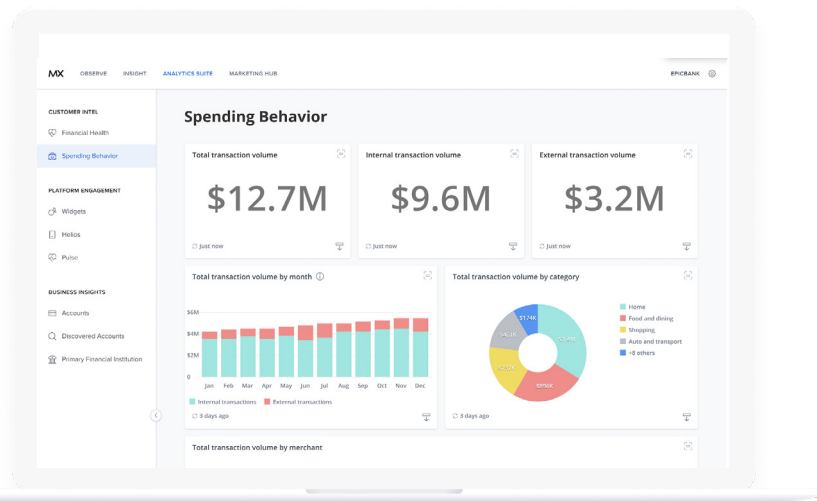 MX OBSERVE INSIGHT ANALYTICS SUITE MARKETING HUB EPICBANK
CUSTOMER INTEL
Financial Health
Spending Behavior
PLATFORM ENGAGEMENT
Widgets
Helios
Pulse
BUSINESS INSIGHTS
Accounts
Discovered Accounts
Primary Financial Institution
Spending Behavior
Total transaction volume
$12.7M
Just now
Internal transaction volume
$9.6M
Just now
External transaction volume
$3.2M
Just now
Total transaction volume by month
$6M
$4M
$2M
0
Jan Feb Mar Apr May Jun Jul Aug Sep Oct Nov Dec
Internal transactions External transactions
3 days ago
Total transaction volume by category
$174K
Home
Food and dining
Shopping
Auto and transport
+8 others
3 days ago
Total transaction volume by merchant